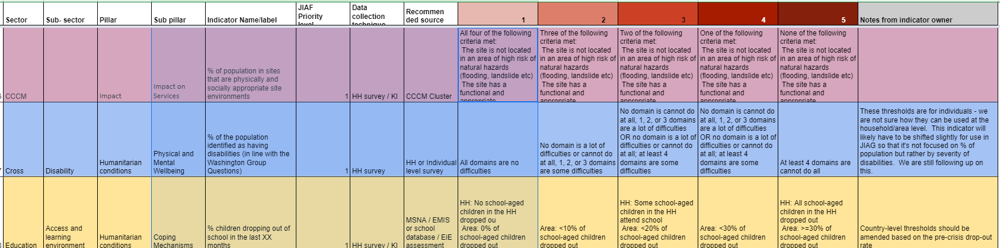 Sector
Sub- sector
Pillar
Sub pillar
Indicator Name/label
JIAF
Priority
level
Data
collection
technique
Recommen
ded source
1
2
3
4
5
Notes from indicator owner
CCCM
Impact
Impact on
Services
% of population in sites
that are physically and
socially appropriate site
environments
1
HH survey / KI
CCCM Cluster
All four of the following
criteria met:
The site is not located
in an area of high risk of
natural hazards
(flooding, landslide etc)
The site has a
functional and
appropriate
Three of the following
criteria met:
The site is not located
in an area of high risk of
natural hazards
(flooding, landslide etc)
The site has a
functional and
appropriate
Two of the following
criteria met:
The site is not located
in an area of high risk of
natural hazards
(flooding, landslide etc)
The site has a
functional and
appropriate
One of the following
criteria met:
The site is not located
in an area of high risk of
natural hazards
(flooding, landslide etc)
The site has a
functional and
appropriate
None of the following
criteria met:
The site is not located
in an area of high risk of
natural hazards
(flooding, landslide etc)
The site has a
functional and
appropriate
Cross
Disability
Humanitarian
conditions
Physical and
Mental
Wellbeing
% of the population
identified as having
disabilities (in line with the
Washington Group
Questions)
1
HH survey
HH or Individual
level survey
All domains are no
difficulties
No domain is a lot of
difficulties or cannot do
at all, 1, 2, or 3 domains
are some difficulties
No domain is cannot do
at all, 1, 2, or 3 domains
are a lot of difficulties
OR no domain is a lot of
difficulties or cannot do
at all; at least 4
domains are some
difficulties
No domain is cannot do
at all, 1, 2, or 3 domains
are a lot of difficulties
OR no domain is a lot of
difficulties or cannot do
at all; at least 4
domains are some
difficulties
At least 4 domains are
cannot do all
These thresholds are for individuals - we
are not sure how they can be used at the
household/area level. This indicator will
likely have to be shifted slightly for use in
JIAG so that it's not focused on % of
population but rather by severity of
disabilities. We are still following up on
this.
Education
Access and
learning
environment
Humanitarian
conditions
Coping
Mechanisms
% children dropping out of
school in the last XX
months
1
HH survey / KI
MSNA / EMIS
or school
database / EiE
assessment
HH: No school-aged
children in the HH
dropped ou
Area: 0% of
school-aged children
dropped out
Area: <10% of
school-aged children
dropped out
HH: Some school-aged
children in the HH
attend school
Area: <20% of
school-aged children
dropped out
Area: <30% of
school-aged children
dropped out
HH: All school-aged
children in the HH
dropped out
Area: >=30% of
school-aged children
dropped out
Country-level thresholds should be
amended based on the pre-crisis drop-out
rate